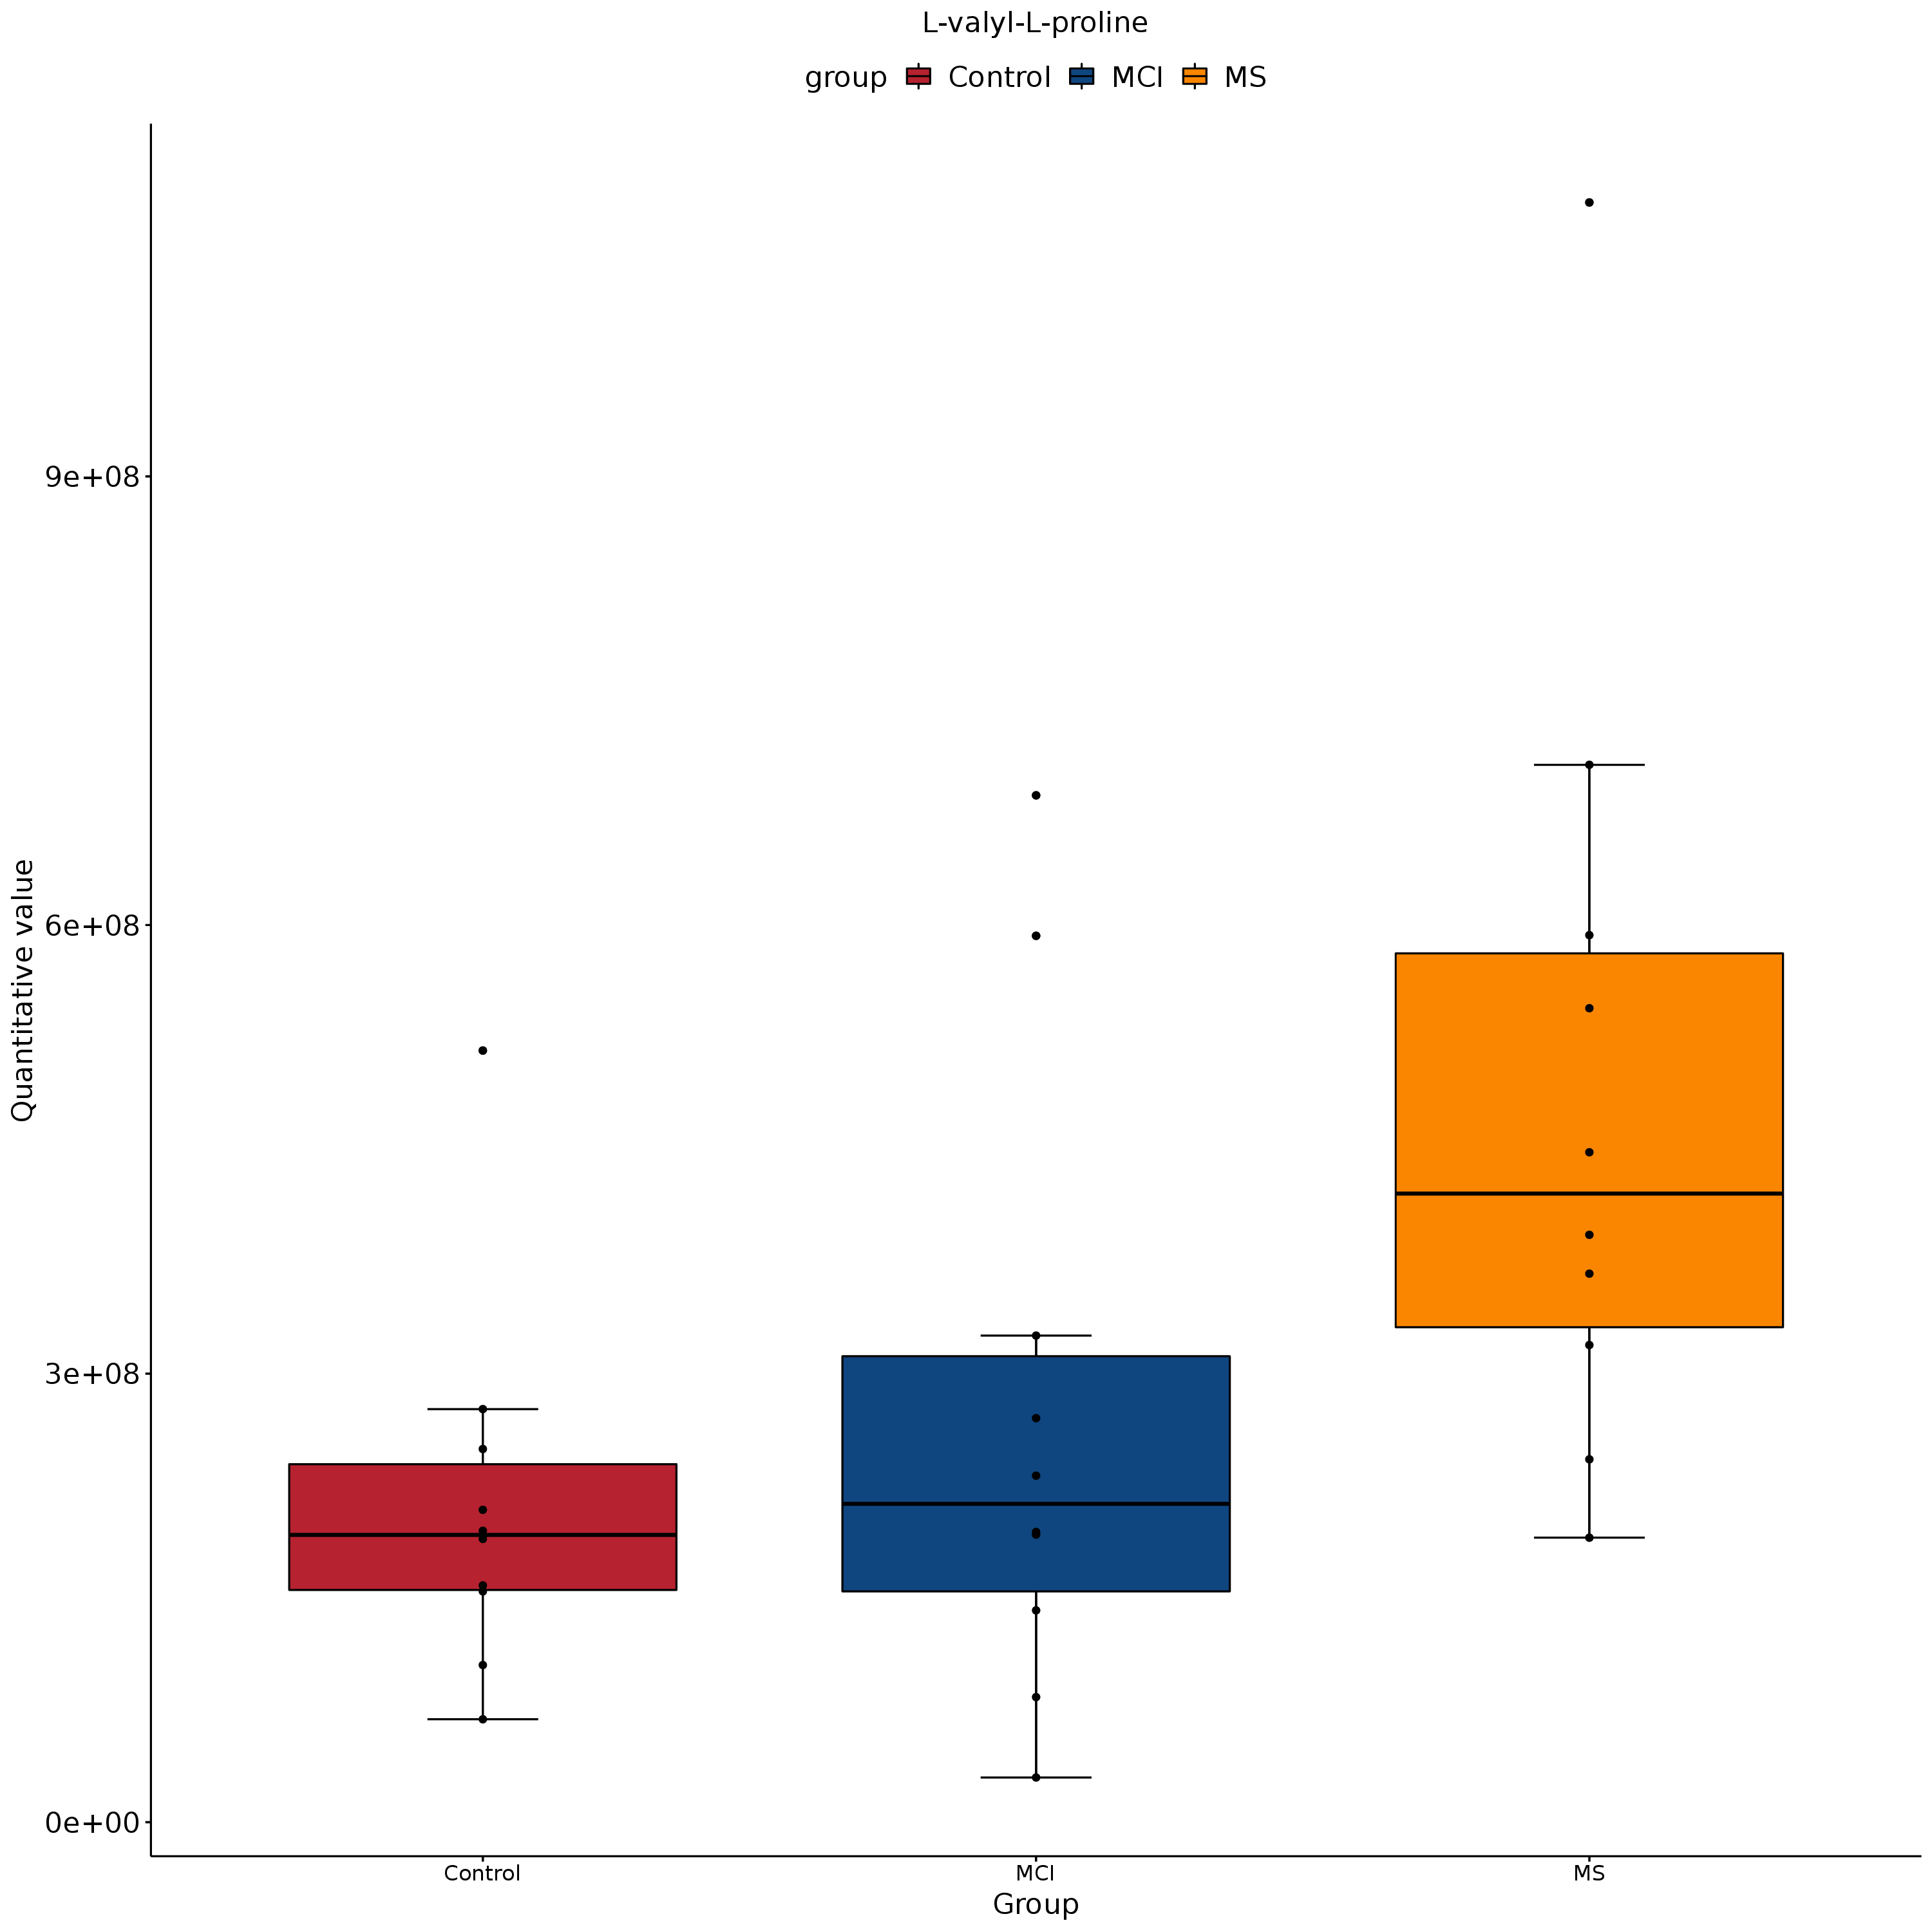 L-valyl-L-proline
group Control MCI MS
Quantitative value
9e+08
6e+08
3e+08
0e+00
Control MCI MS
Group